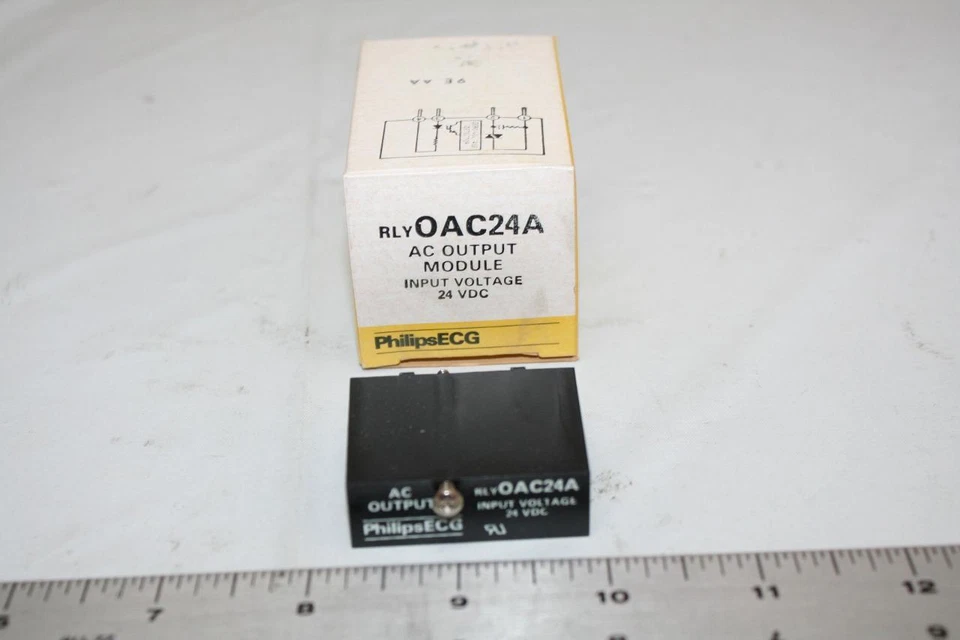 RLY OAC24A
AC OUTPUT
MODULE
INPUT VOLTAGE
24 VDC
PhilipsECG
AC
OUTPUT
PhilipsECG
RLY OAC24A
INPUT VOLTAGE
24 VDC
7 8 9 10 11 12